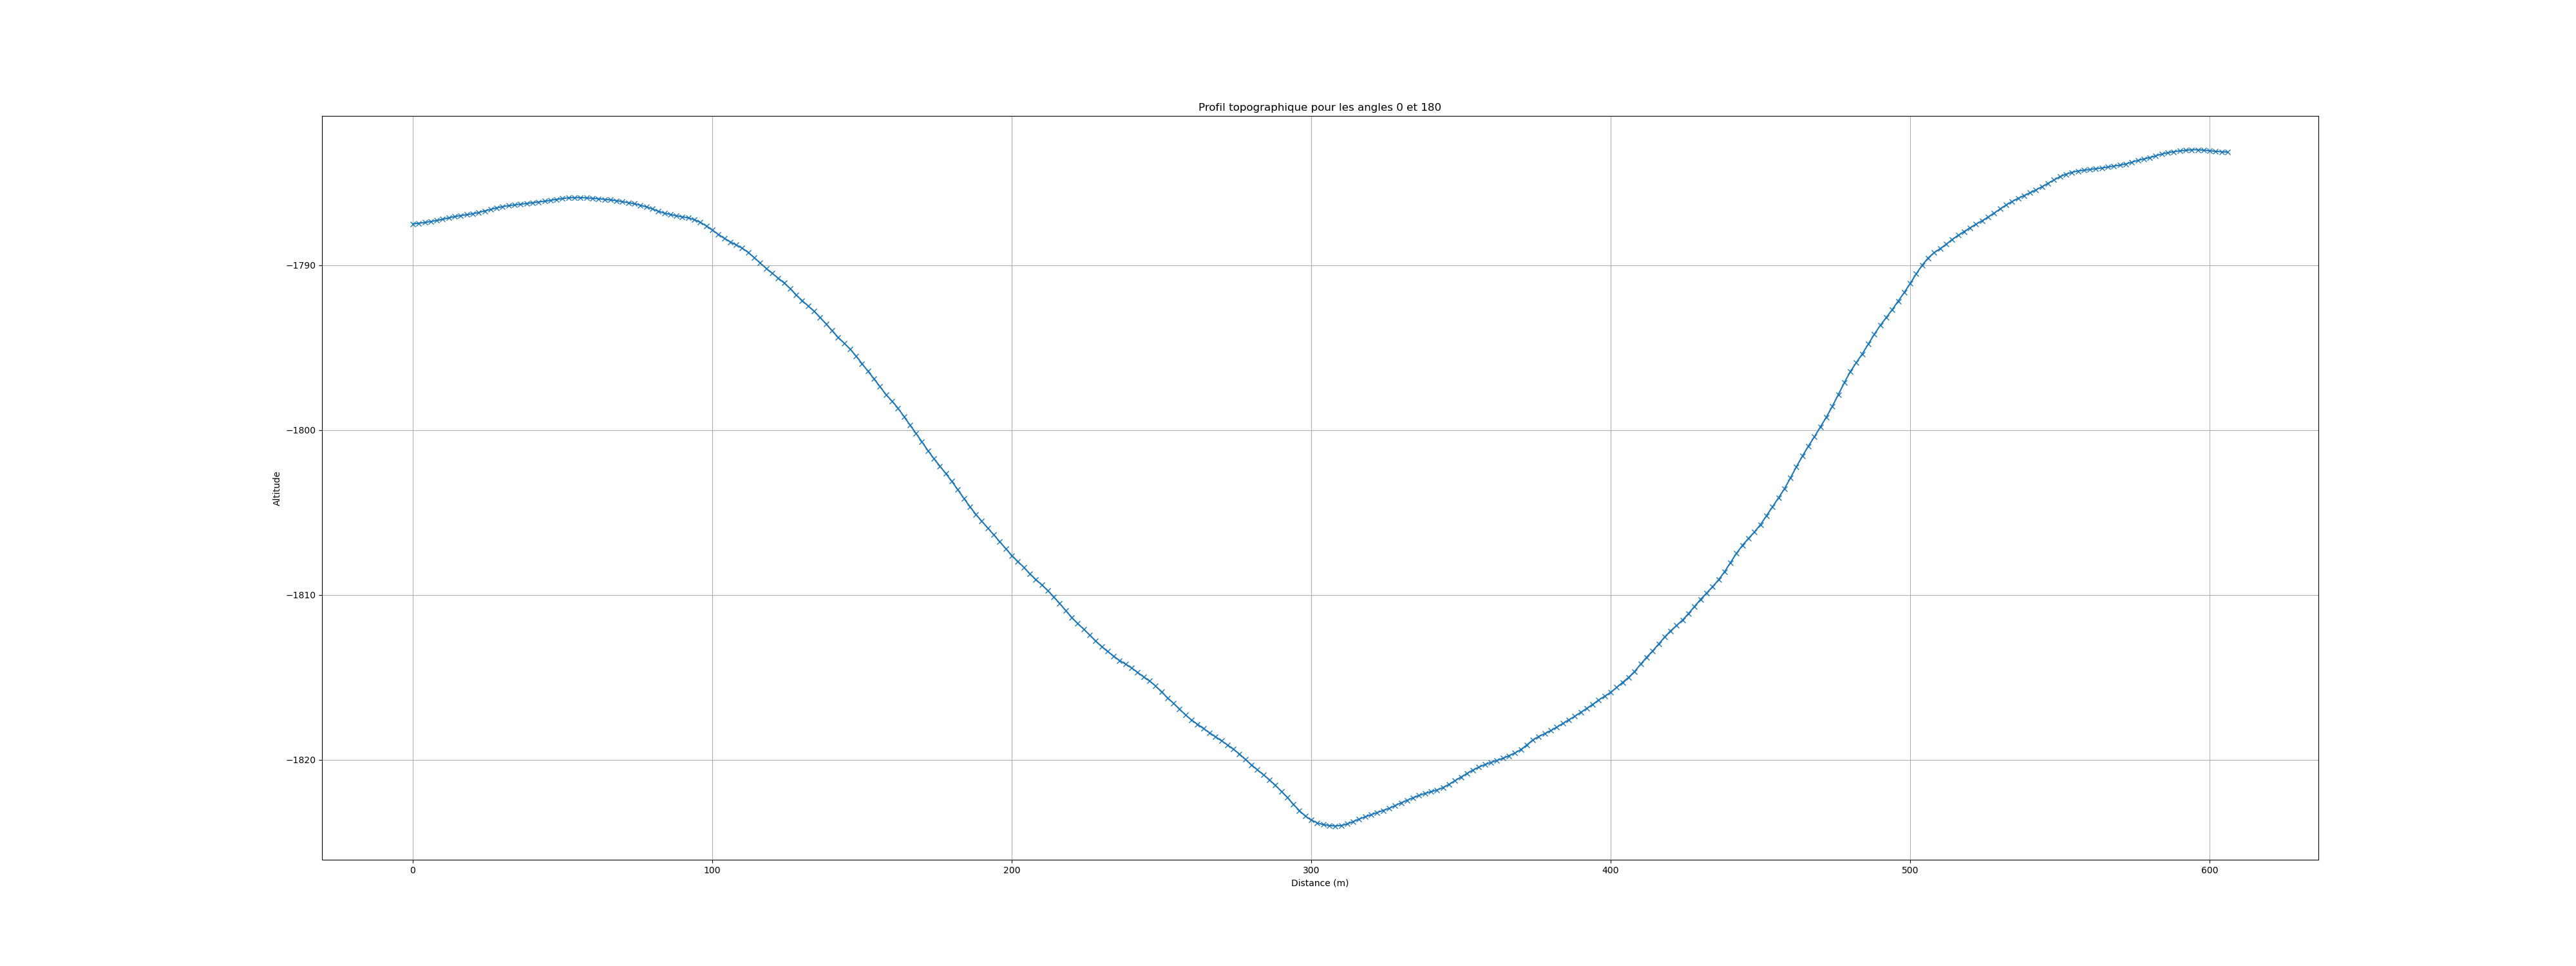 Profil topographique pour les angles 0 et 180
Altitude
−1790
−1800
−1810
−1820
0 100 200 300 400 500 600
Distance (m)